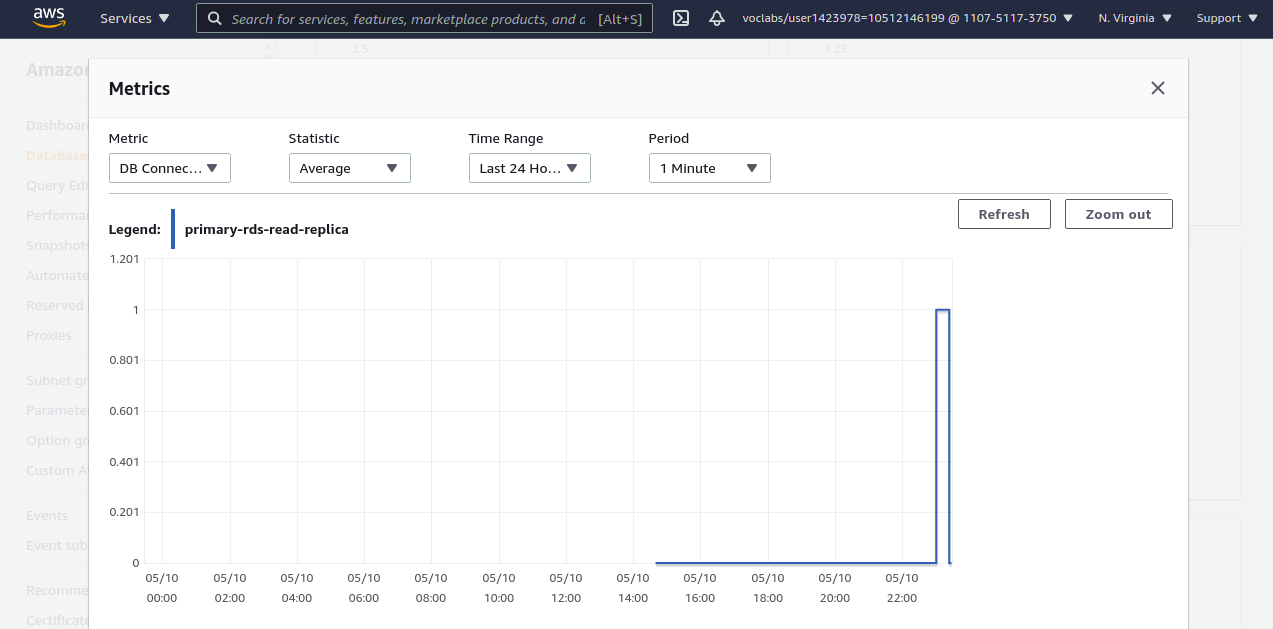 aws
Services
Search for services, features, marketplace products, and d [Alt+S]
voclabs/user1423978=10512146199 @ 1107-5117-3750
N. Virginia
Support
2.5
1.25
Amazon
Dashboard
Databases
Query Edi
Performan
Snapshots
Automate
Reserved
Proxies
Subnet gr
Paramete
Option gr
Custom A
Events
Event sub
Recomme
Certificate
Metrics
Metric
Statistic
Time Range
Period
DB Connec...
Average
Last 24 Ho...
1 Minute
Refresh
Zoom out
Legend:
primary-rds-read-replica
1.201
1
0.801
0.601
0.401
0.201
0
05/10 05/10 05/10 05/10 05/10 05/10 05/10 05/10 05/10 05/10 05/10 05/10
00:00 02:00 04:00 06:00 08:00 10:00 12:00 14:00 16:00 18:00 20:00 22:00